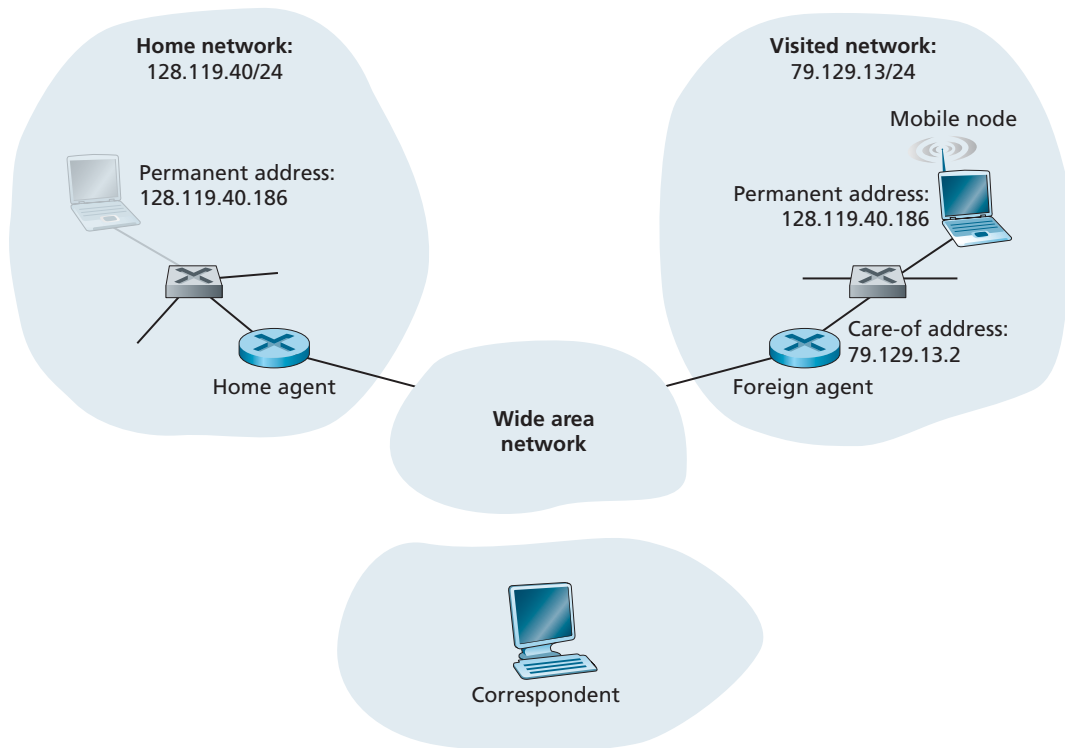 Home network:
128.119.40/24
Visited network:
79.129.13/24
Mobile node
Permanent address:
128.119.40.186
Permanent address:
128.119.40.186
Care-of address:
79.129.13.2
Home agent
Foreign agent
Wide area
network
Correspondent